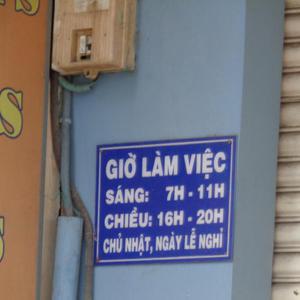 GIỜ LÀM VIỆC
SÁNG: 7H - 11H
CHIỀU: 16H - 20H
CHỦ NHẬT, NGÀY LỄ NGHỈ
S
S